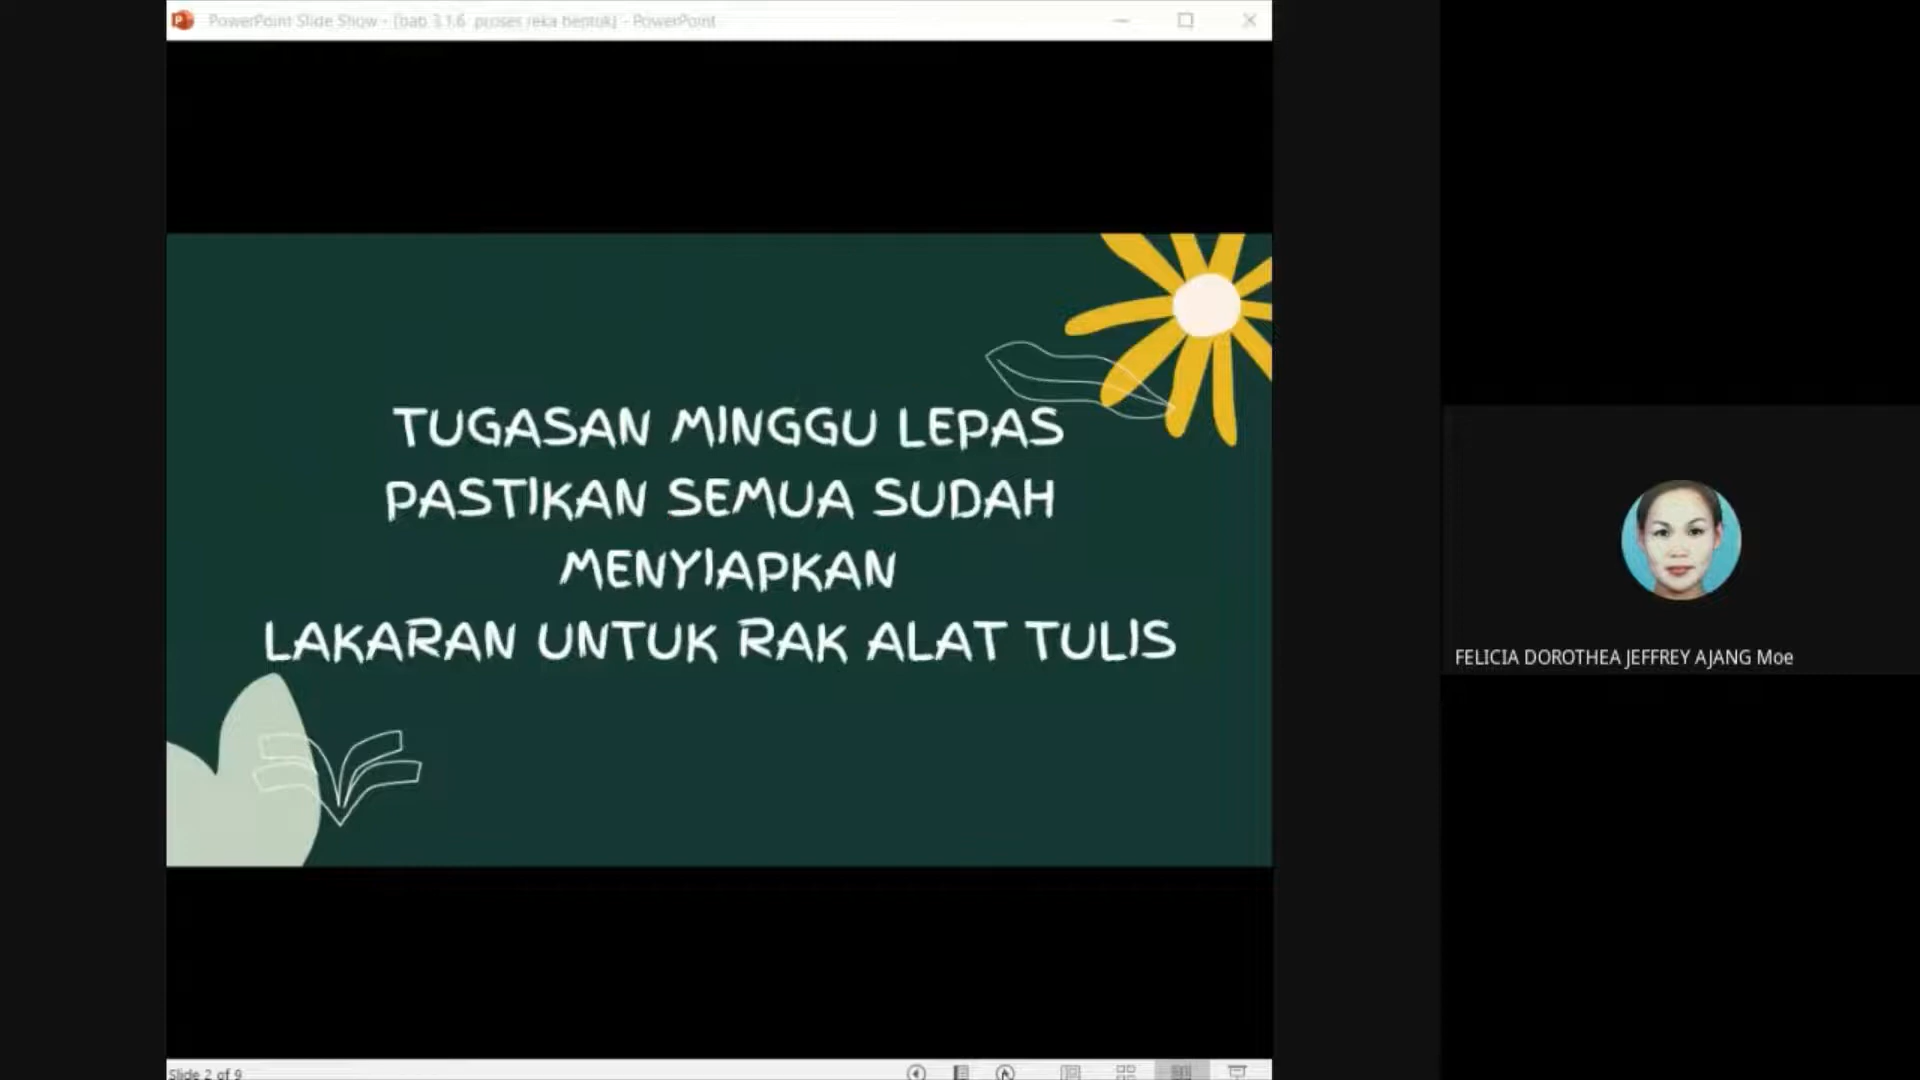 PowerPoint Slide Show - [bab 3.1.6 proses reka bentuk] - PowerPoint
TUGASAN MINGGU LEPAS
PASTIKAN SEMUA SUDAH
MENYIAPKAN
LAKARAN UNTUK RAK ALAT TULIS
FELICIA DOROTHEA JEFFREY AJANG Moe
Slide 2 of 9